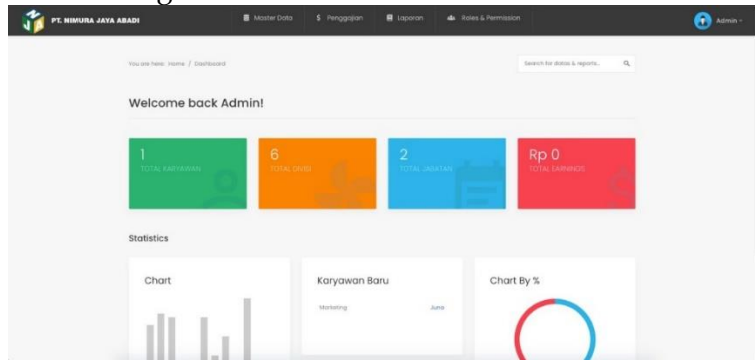 PT. NIMURA JAYA ABADI
Master Data
$ Penggajian
Laporan
Roles & Permission
Admin
You are here: Home / Dashboard
Search for datas & reports..
Welcome back Admin!
1
TOTAL KARYAWAN
6
TOTAL DIVISI
2
TOTAL JABATAN
Rp 0
TOTAL EARNINGS
Statistics
Chart
Karyawan Baru
Marketing
Chart By %